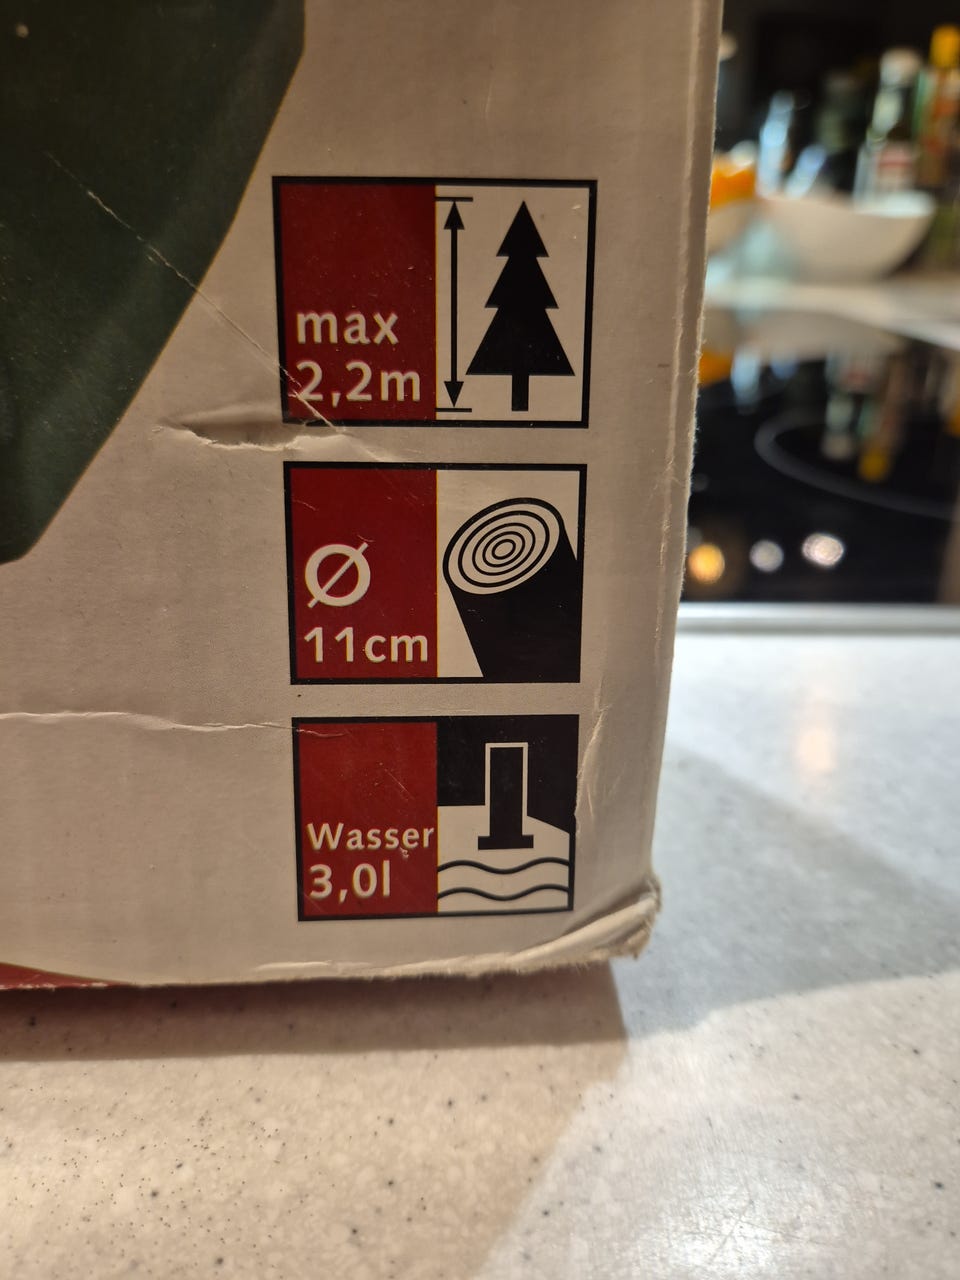 max
2,2m
Ø
11cm
Wasser
3,0l